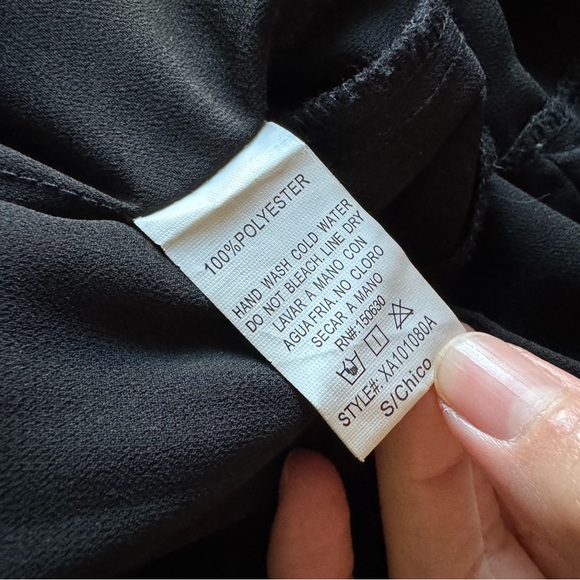 100%POLYESTER
HAND WASH COLD WATER
DO NOT BLEACH.LINE DRY
LAVAR A MANO CON
AGUA FRIA. NO CLORO
SECAR A MANO
RN#: 150630
STYLE#: XA101080A
S/Chico